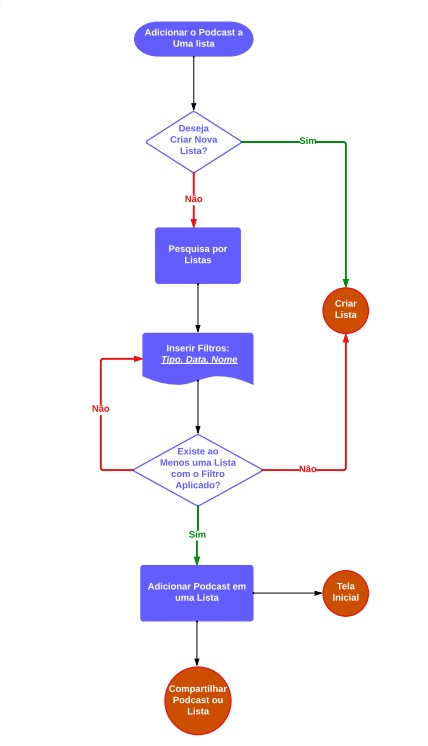 Adicionar o Podcast a
Uma lista
Deseja
Criar Nova
Lista?
Sim
Não
Pesquisa por
Listas
Criar
Lista
Inserir Filtros:
Tipo, Data, Nome
Não
Existe ao
Menos uma Lista
com o Filtro
Aplicado?
Não
Sim
Adicionar Podcast em
uma Lista
Tela
Inicial
Compartilhar
Podcast ou
Lista